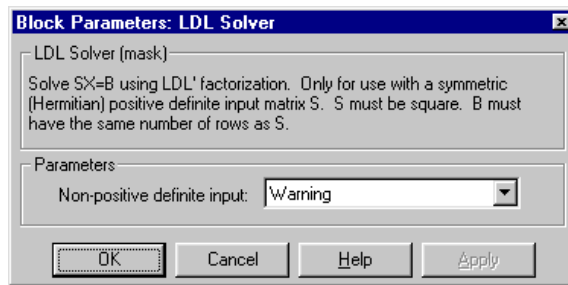 Block Parameters: LDL Solver
LDL Solver (mask)
Solve SX=B using LDL' factorization.  Only for use with a symmetric
(Hermitian) positive definite input matrix S.  S must be square.  B must
have the same number of rows as S.
Parameters
Non-positive definite input: Warning
OK Cancel Help Apply